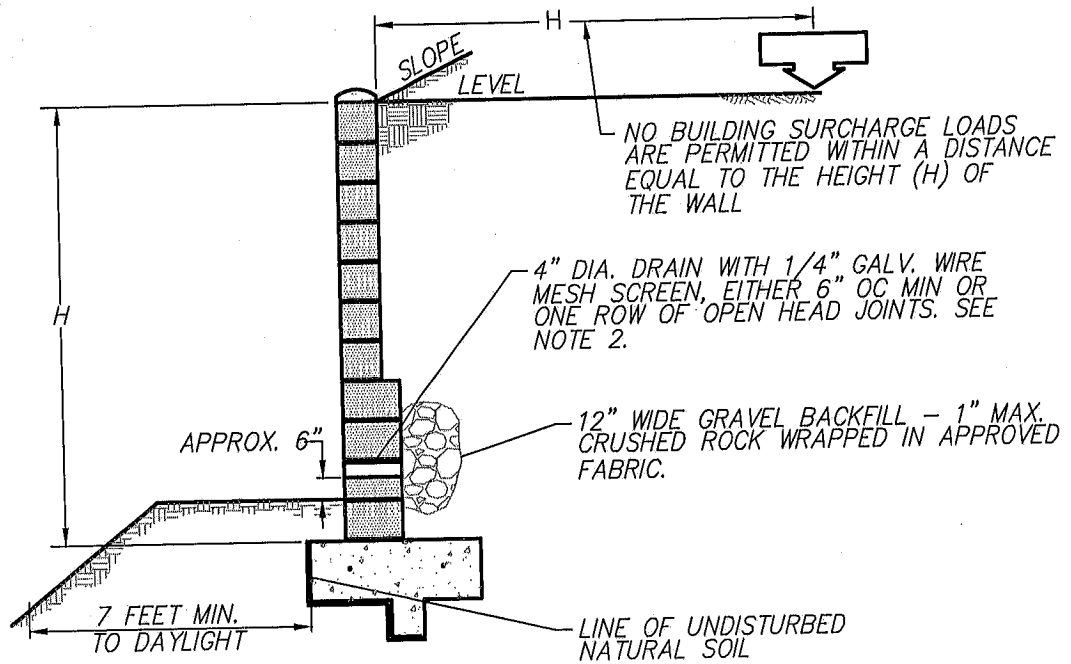 H
SLOPE
LEVEL
NO BUILDING SURCHARGE LOADS
ARE PERMITTED WITHIN A DISTANCE
EQUAL TO THE HEIGHT (H) OF
THE WALL
4" DIA. DRAIN WITH 1/4" GALV. WIRE
MESH SCREEN, EITHER 6" OC MIN OR
ONE ROW OF OPEN HEAD JOINTS. SEE
NOTE 2.
H
12" WIDE GRAVEL BACKFILL – 1" MAX.
CRUSHED ROCK WRAPPED IN APPROVED
FABRIC.
APPROX. 6"
7 FEET MIN.
TO DAYLIGHT
LINE OF UNDISTURBED
NATURAL SOIL